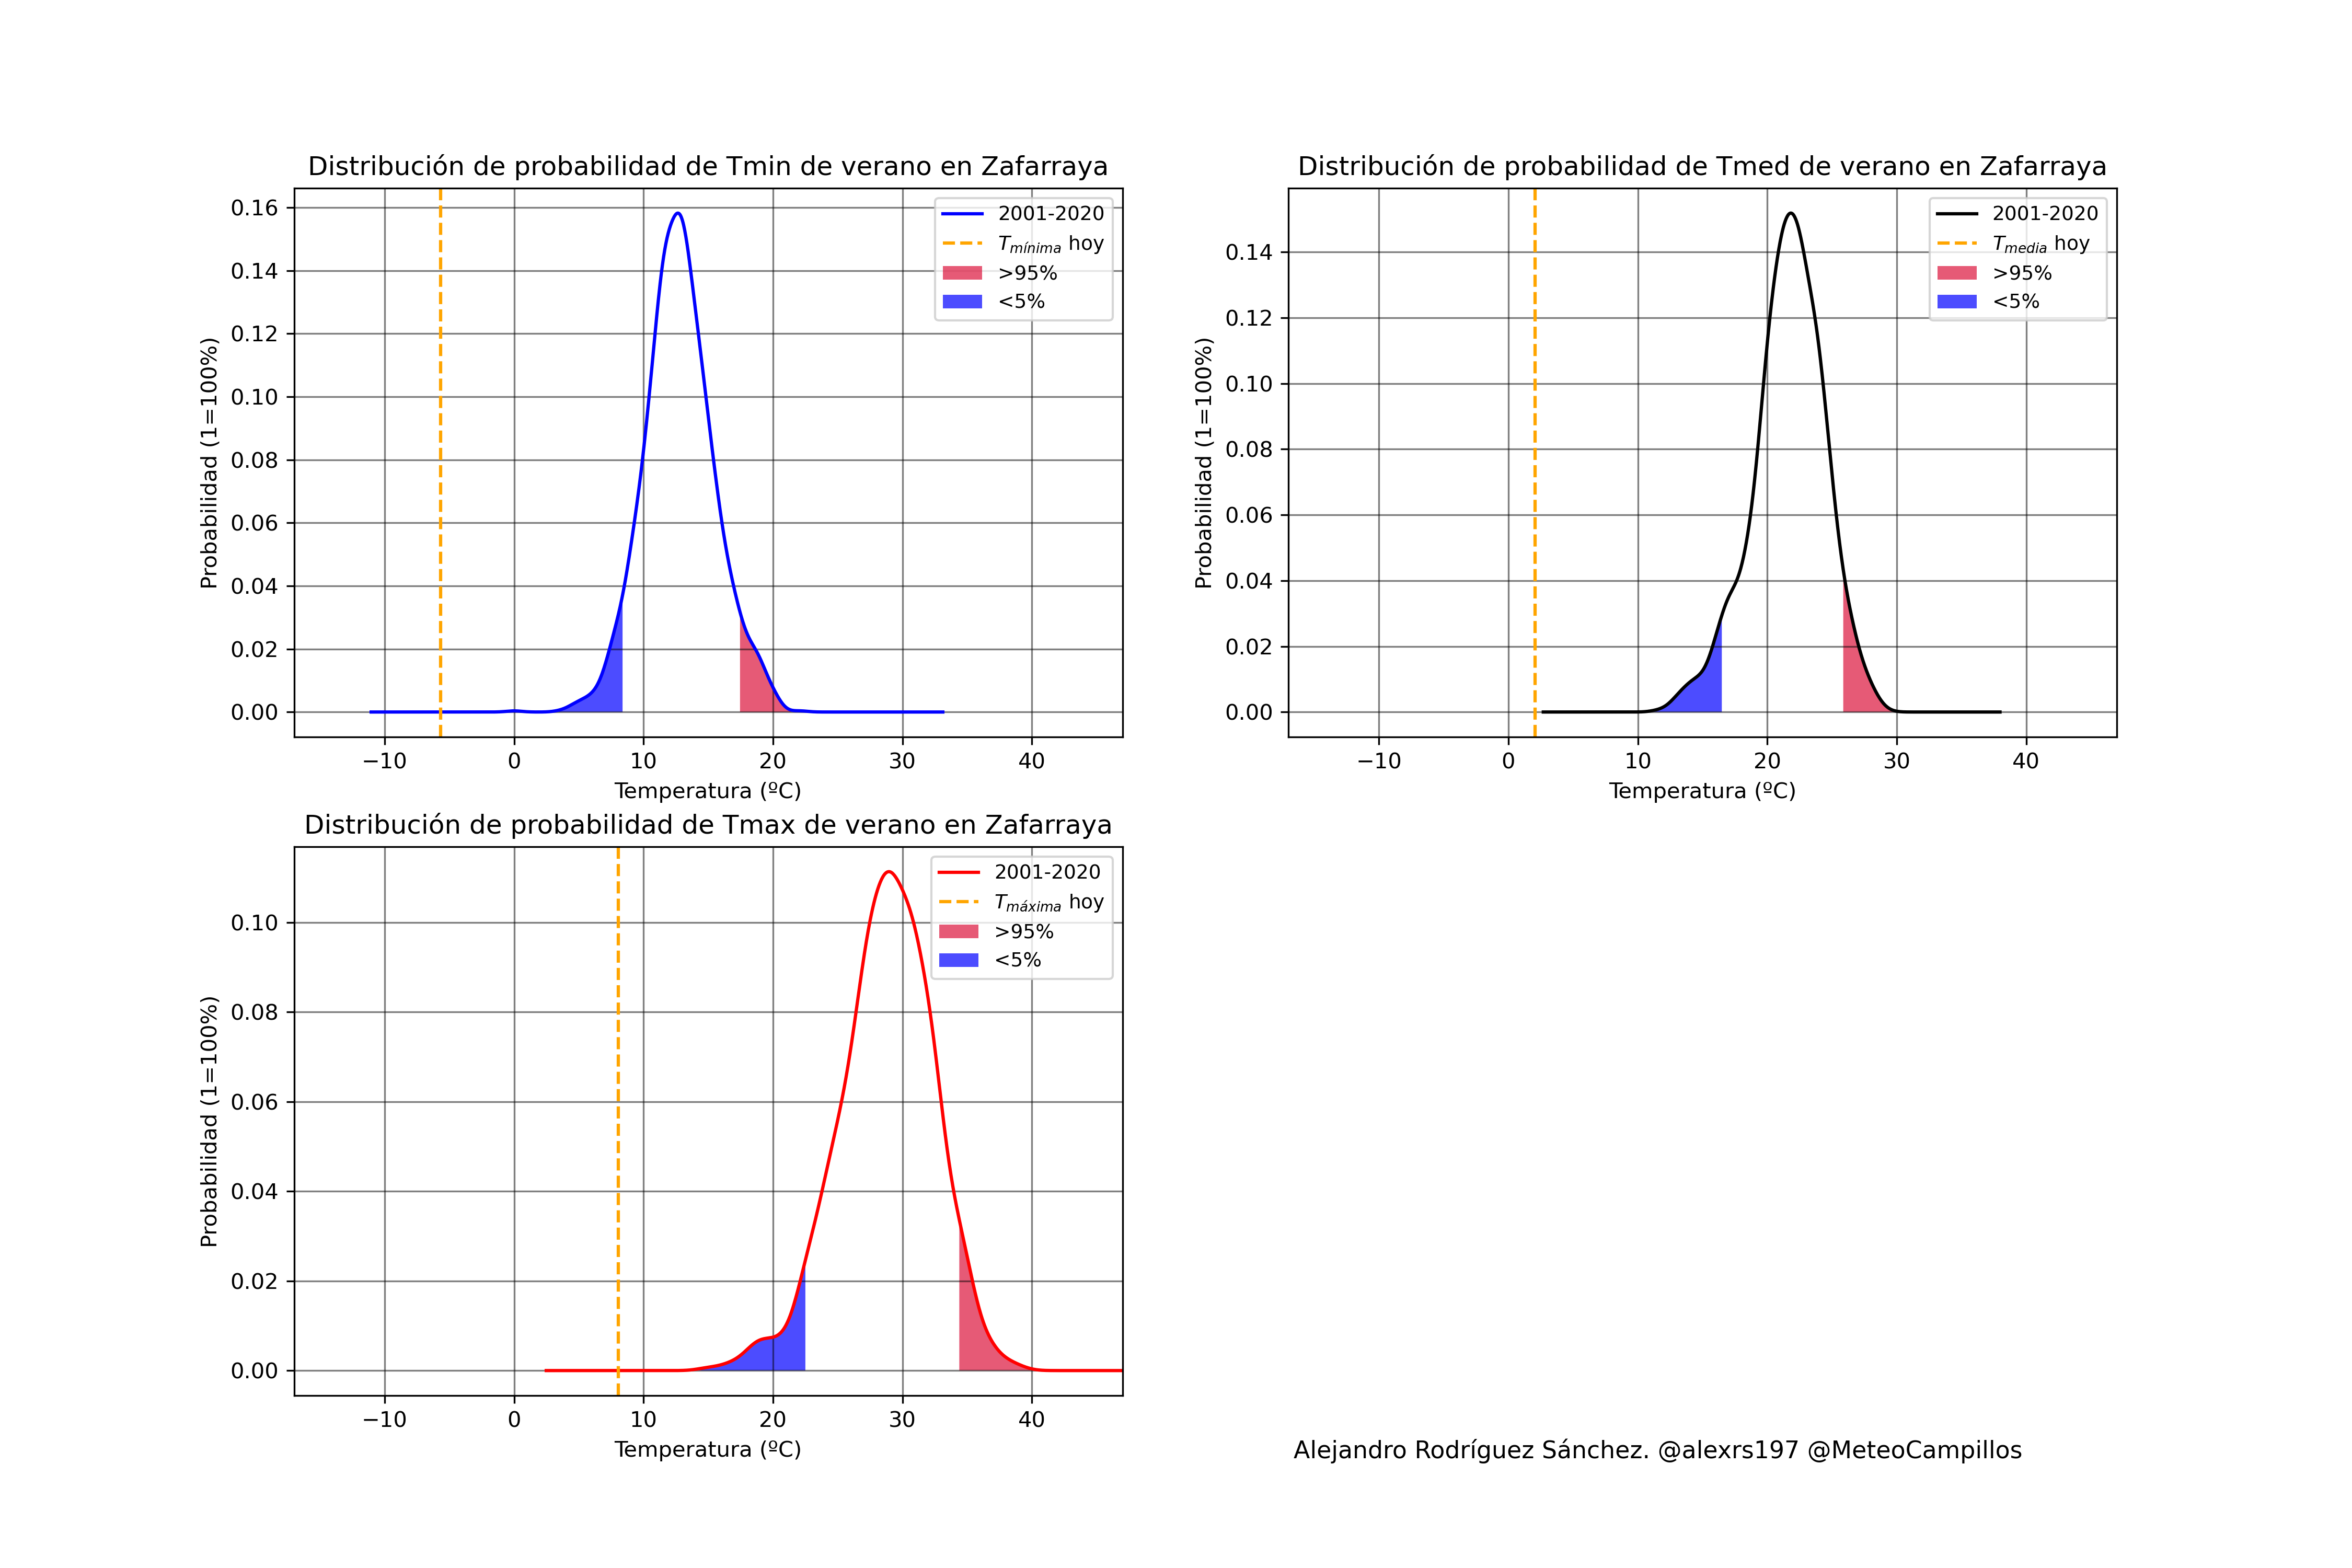 Distribución de probabilidad de Tmin de verano en Zafarraya
Probabilidad (1=100%)
0.16
0.14
0.12
0.10
0.08
0.06
0.04
0.02
0.00
2001-2020
Tmínima hoy
>95%
<5%
−10 0 10 20 30 40
Temperatura (ºC)
Distribución de probabilidad de Tmed de verano en Zafarraya
Probabilidad (1=100%)
0.14
0.12
0.10
0.08
0.06
0.04
0.02
0.00
2001-2020
Tmedia hoy
>95%
<5%
−10 0 10 20 30 40
Temperatura (ºC)
Distribución de probabilidad de Tmax de verano en Zafarraya
Probabilidad (1=100%)
0.10
0.08
0.06
0.04
0.02
0.00
2001-2020
Tmáxima hoy
>95%
<5%
−10 0 10 20 30 40
Temperatura (ºC)
Alejandro Rodríguez Sánchez. @alexrs197 @MeteoCampillos